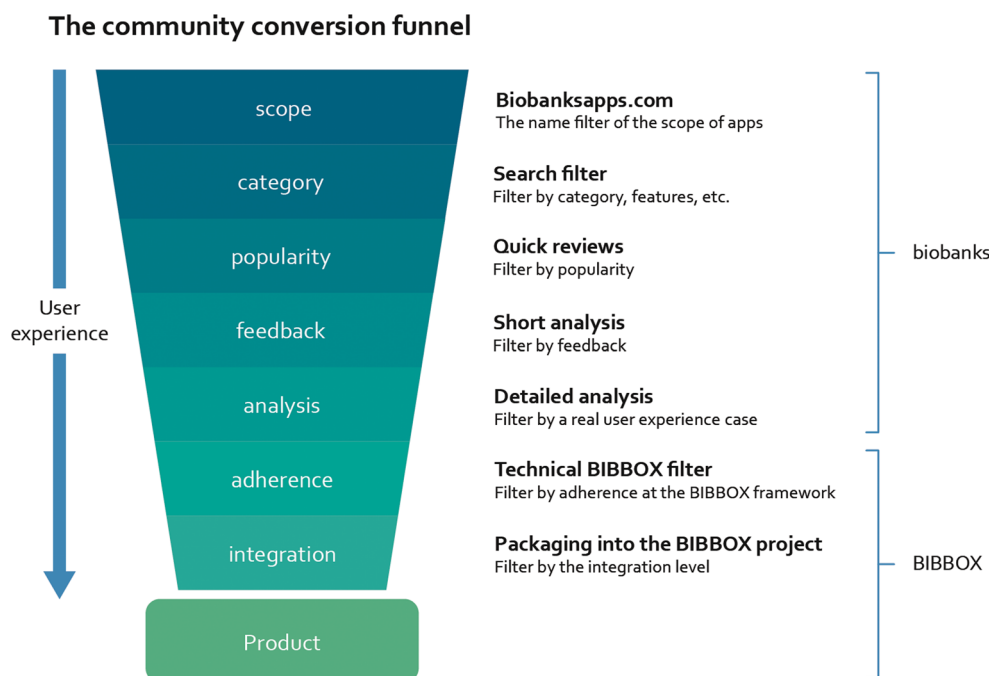 The community conversion funnel
scope
Biobanksapps.com
The name filter of the scope of apps
category
Search filter
Filter by category, features, etc.
popularity
Quick reviews
Filter by popularity
biobanks
User
experience
feedback
Short analysis
Filter by feedback
analysis
Detailed analysis
Filter by a real user experience case
adherence
Technical BIBBOX filter
Filter by adherence at the BIBBOX framework
integration
Packaging into the BIBBOX project
Filter by the integration level
BIBBOX
Product